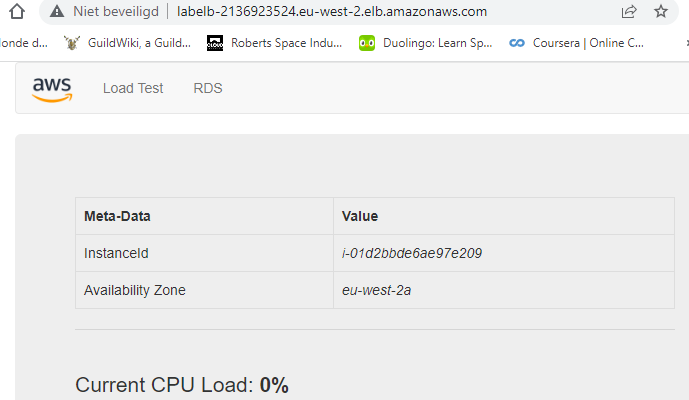 Niet beveiligd | labelb-2136923524.eu-west-2.elb.amazonaws.com
londe d... GuildWiki, a Guild... CLOUD Roberts Space Indu... Duolingo: Learn Sp... Coursera | Online C...
aws Load Test RDS
Meta-Data Value
InstanceId i-01d2bbde6ae97e209
Availability Zone eu-west-2a
Current CPU Load: 0%